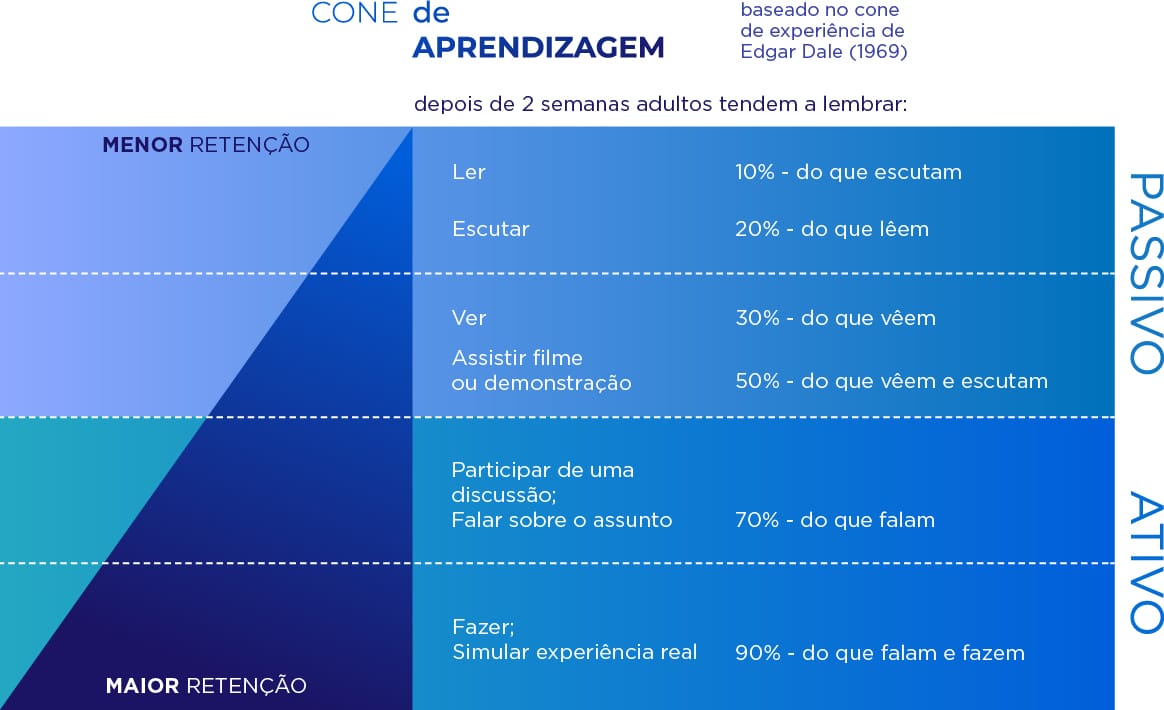 CONE de
APRENDIZAGEM
baseado no cone
de experiência de
Edgar Dale (1969)
depois de 2 semanas adultos tendem a lembrar:
MENOR RETENÇÃO
Ler
10% - do que escutam
Escutar
20% - do que lêem
Ver
30% - do que vêem
Assistir filme
ou demonstração
50% - do que vêem e escutam
PASSIVO
Participar de uma
discussão;
Falar sobre o assunto
70% - do que falam
Fazer;
Simular experiência real
90% - do que falam e fazem
ATIVO
MAIOR RETENÇÃO